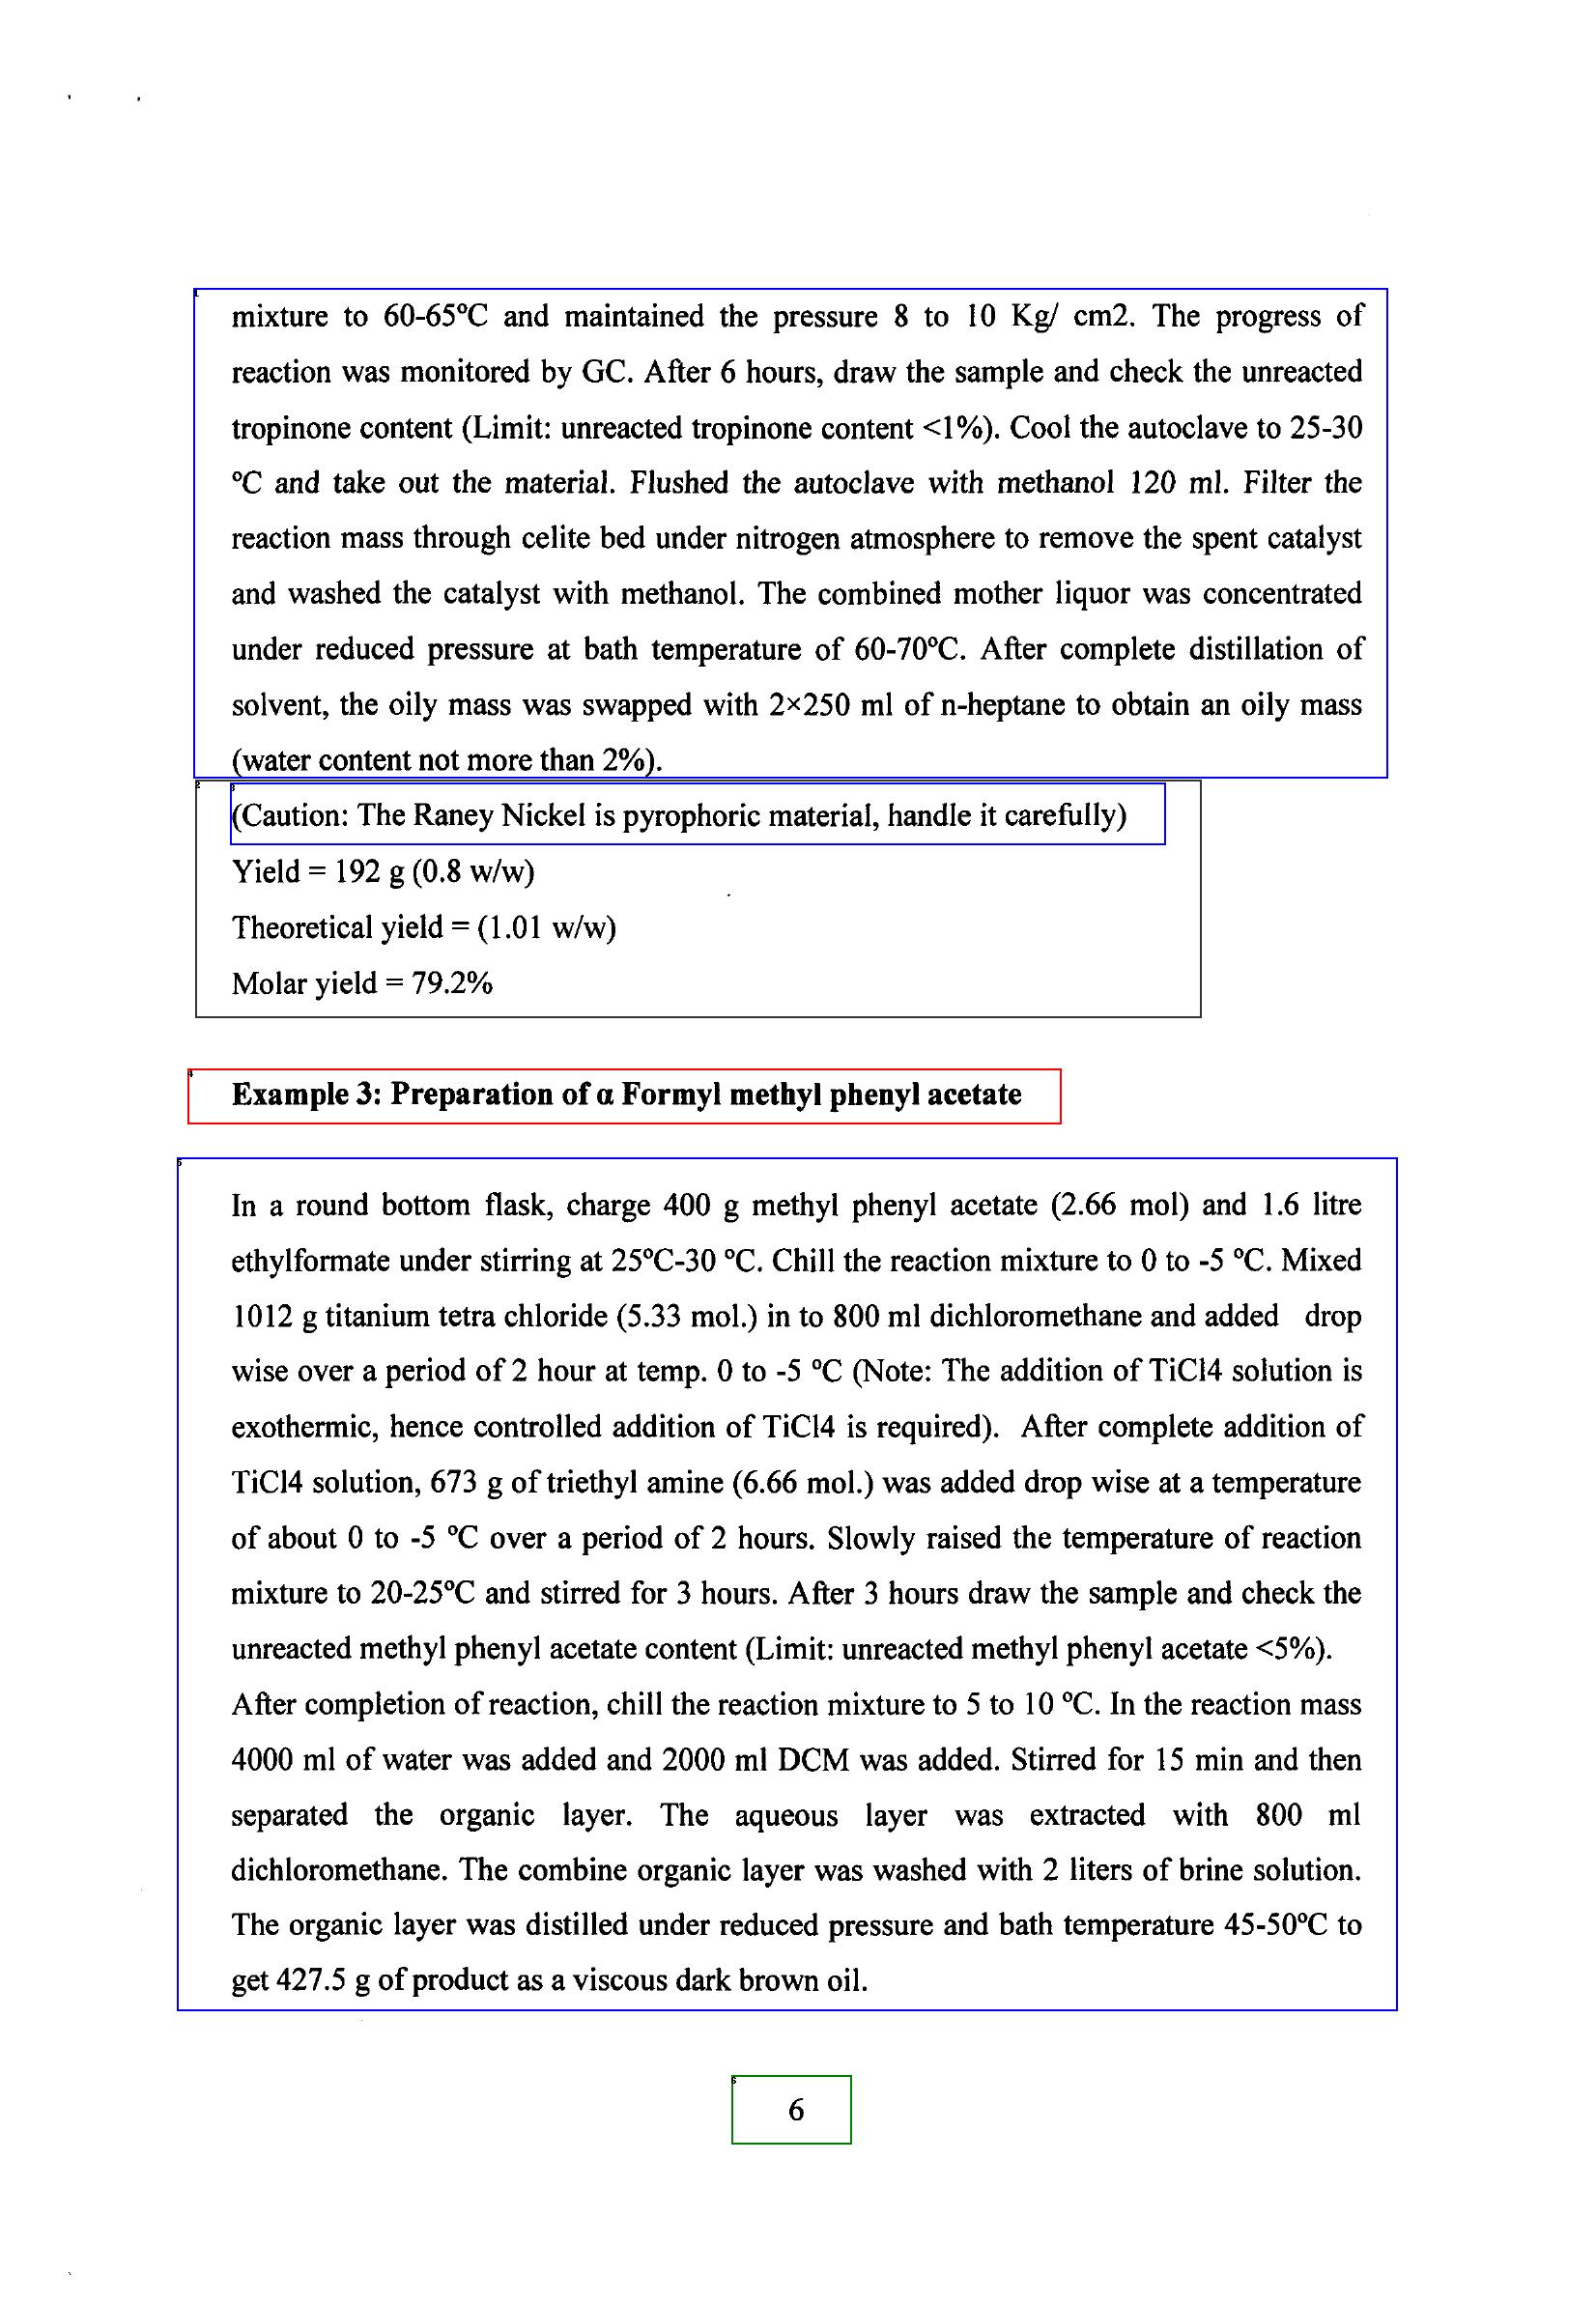 mixture to 60-65ºC and maintained the pressure 8 to 10 Kg/ cm2. The progress of
reaction was monitored by GC. After 6 hours, draw the sample and check the unreacted
tropinone content (Limit: unreacted tropinone content <1%). Cool the autoclave to 25-30
ºC and take out the material. Flushed the autoclave with methanol 120 ml. Filter the
reaction mass through celite bed under nitrogen atmosphere to remove the spent catalyst
and washed the catalyst with methanol. The combined mother liquor was concentrated
under reduced pressure at bath temperature of 60-70ºC. After complete distillation of
solvent, the oily mass was swapped with 2×250 ml of n-heptane to obtain an oily mass
(water content not more than 2%).
(Caution: The Raney Nickel is pyrophoric material, handle it carefully)
Yield = 192 g (0.8 w/w)
Theoretical yield = (1.01 w/w)
Molar yield = 79.2%
Example 3: Preparation of α Formyl methyl phenyl acetate
In a round bottom flask, charge 400 g methyl phenyl acetate (2.66 mol) and 1.6 litre
ethylformate under stirring at 25ºC-30 ºC. Chill the reaction mixture to 0 to -5 ºC. Mixed
1012 g titanium tetra chloride (5.33 mol.) in to 800 ml dichloromethane and added drop
wise over a period of 2 hour at temp. 0 to -5 ºC (Note: The addition of TiCl4 solution is
exothermic, hence controlled addition of TiCl4 is required). After complete addition of
TiCl4 solution, 673 g of triethyl amine (6.66 mol.) was added drop wise at a temperature
of about 0 to -5 ºC over a period of 2 hours. Slowly raised the temperature of reaction
mixture to 20-25ºC and stirred for 3 hours. After 3 hours draw the sample and check the
unreacted methyl phenyl acetate content (Limit: unreacted methyl phenyl acetate <5%).
After completion of reaction, chill the reaction mixture to 5 to 10 ºC. In the reaction mass
4000 ml of water was added and 2000 ml DCM was added. Stirred for 15 min and then
separated the organic layer. The aqueous layer was extracted with 800 ml
dichloromethane. The combine organic layer was washed with 2 liters of brine solution.
The organic layer was distilled under reduced pressure and bath temperature 45-50ºC to
get 427.5 g of product as a viscous dark brown oil.
6